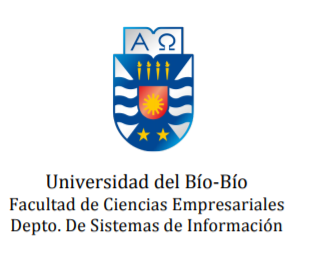 Α Ω
Universidad del Bío-Bío
Facultad de Ciencias Empresariales
Depto. De Sistemas de Información